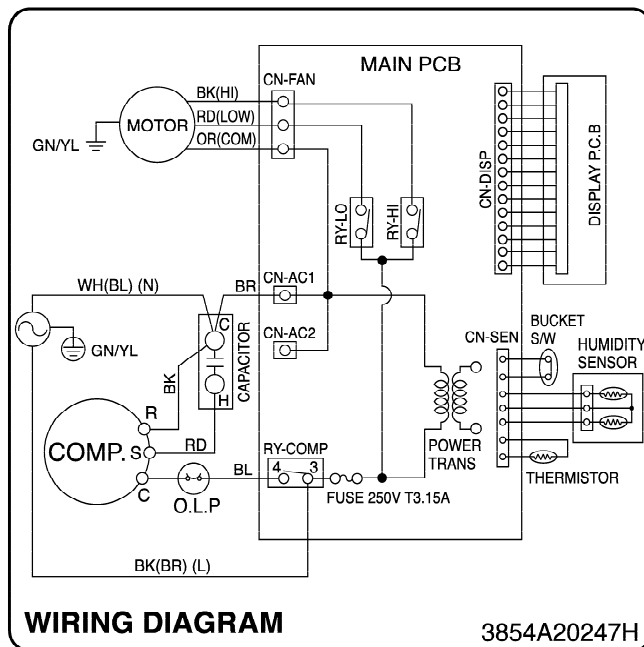 MAIN PCB
CN-FAN
BK(HI)
RD(LOW)
OR(COM)
MOTOR
GN/YL
CN-DISP
DISPLAY P.C.B
RY-LO
RY-HI
WH(BL) (N)
BR
CN-AC1
CN-AC2
C
H
CAPACITOR
GN/YL
BK
CN-SEN
BUCKET
S/W
HUMIDITY
SENSOR
R
COMP.
S
RD
C
O.L.P
BL
RY-COMP
4 3
FUSE 250V T3.15A
POWER
TRANS
THERMISTOR
BK(BR) (L)
WIRING DIAGRAM
3854A20247H